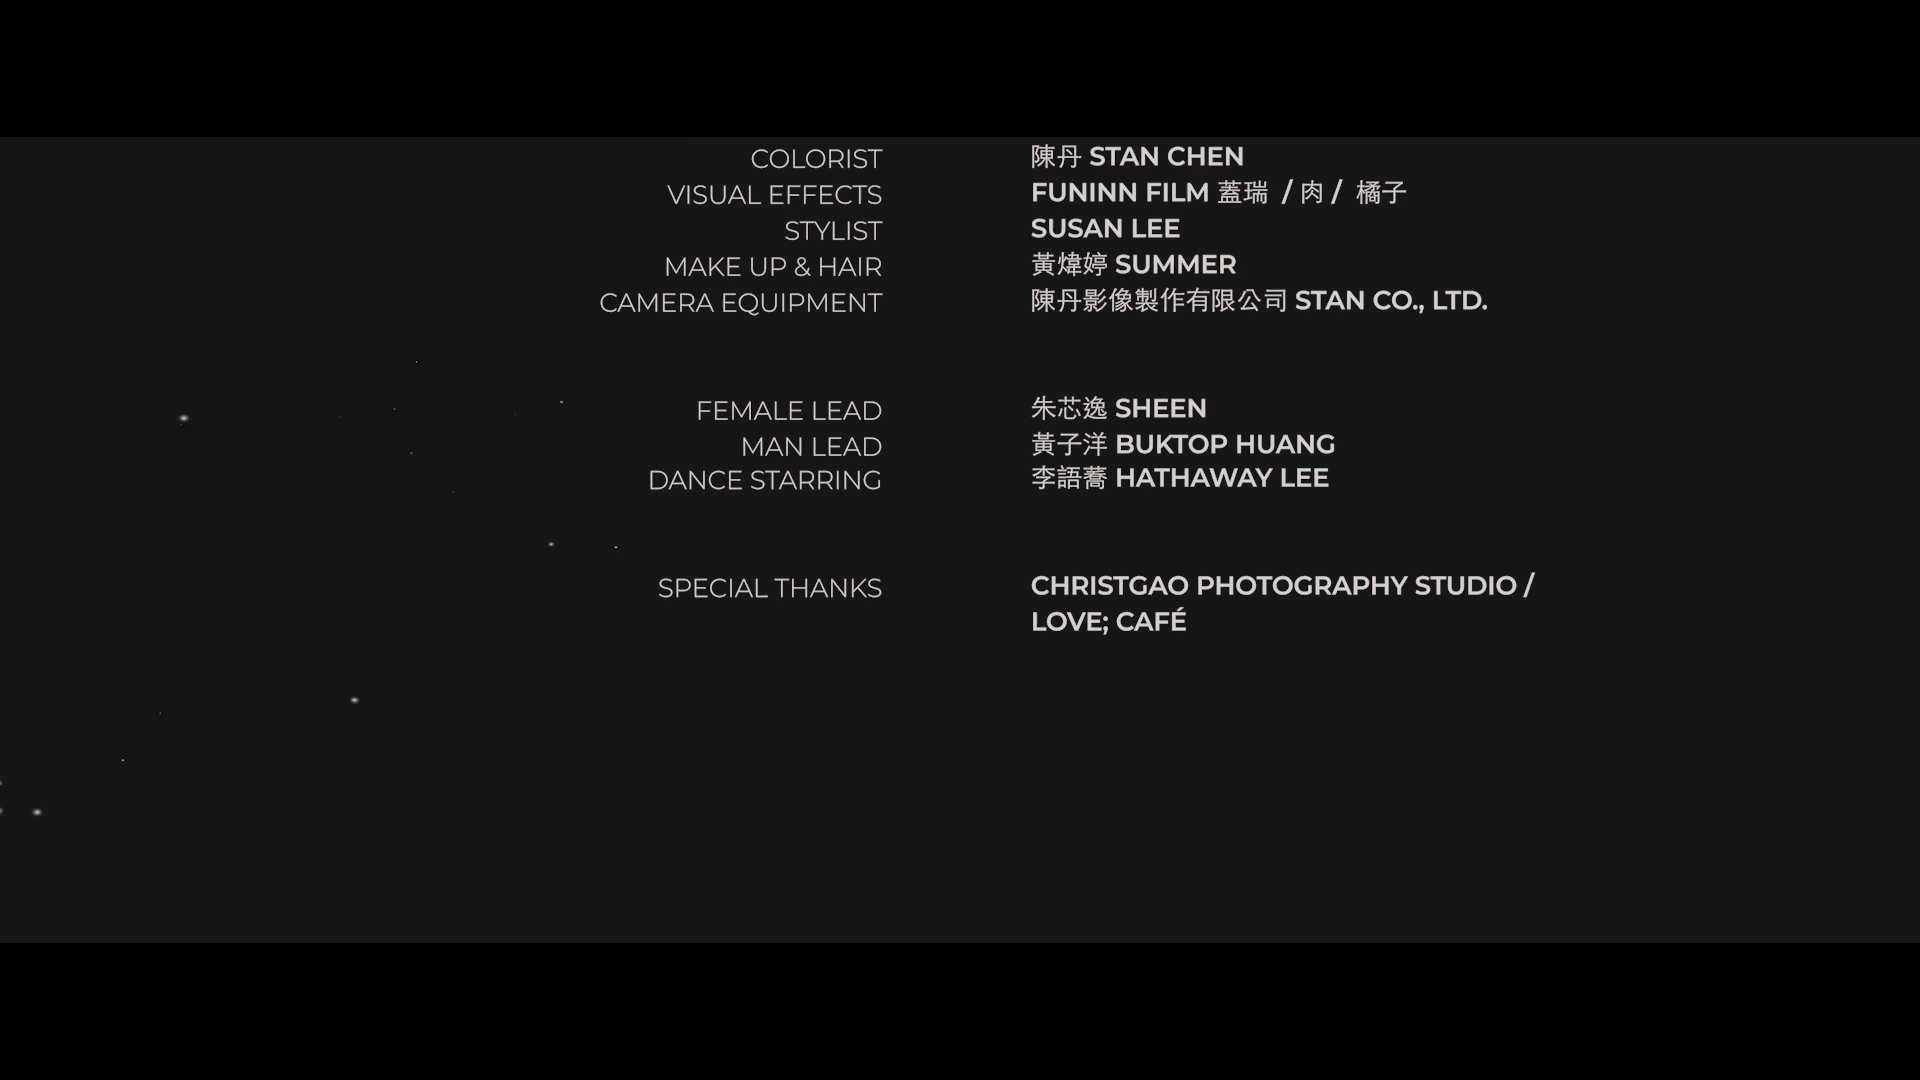 COLORIST 陳丹 STAN CHEN
VISUAL EFFECTS FUNINN FILM 蓋瑞 / 肉 / 橘子
STYLIST SUSAN LEE
MAKE UP & HAIR 黃煒婷 SUMMER
CAMERA EQUIPMENT 陳丹影像製作有限公司 STAN CO., LTD.
FEMALE LEAD 朱芯逸 SHEEN
MAN LEAD 黃子洋 BUKTOP HUANG
DANCE STARRING 李語蕎 HATHAWAY LEE
SPECIAL THANKS CHRISTGAO PHOTOGRAPHY STUDIO /
LOVE; CAFÉ